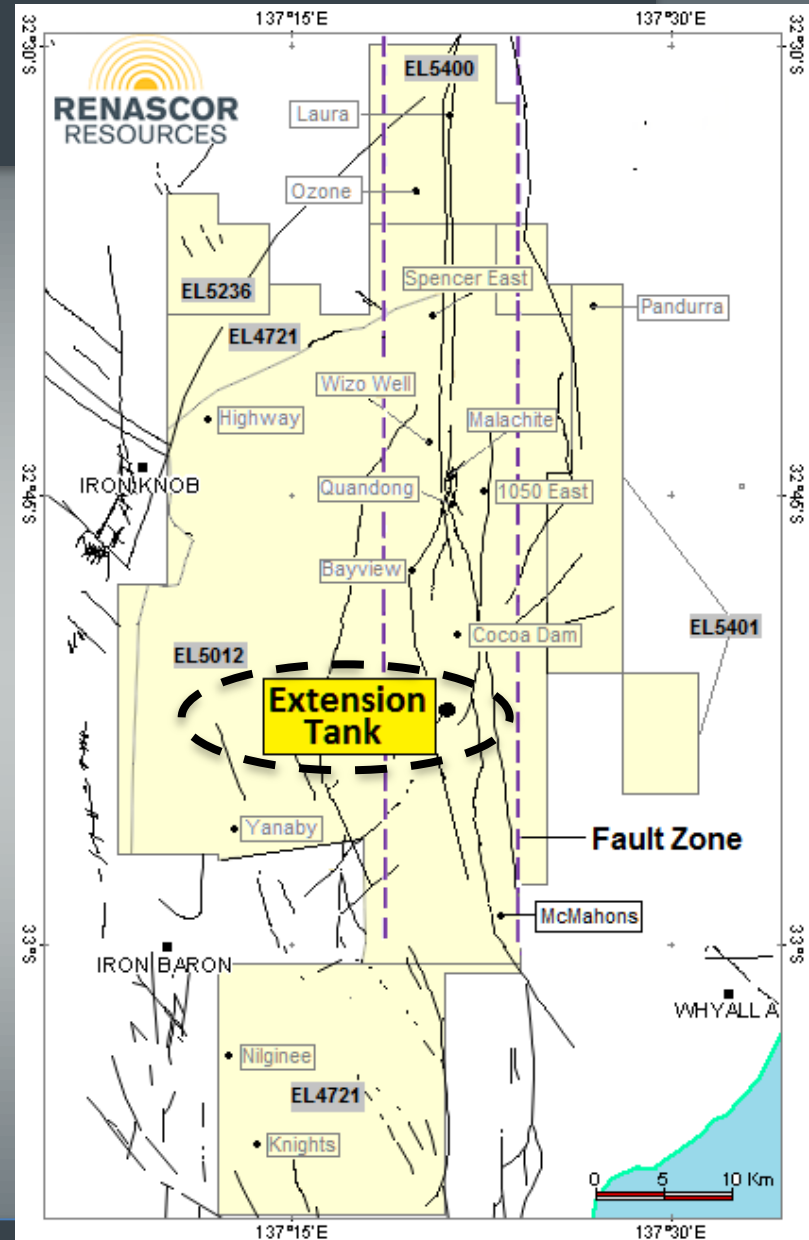 137°15'E
137°30'E
32°30'S
32°30'S
RENASCOR
RESOURCES
EL5400
Laura
Ozone
EL5236
Spencer East
Pandurra
EL4721
Wizo Well
Highway
Malachite
IRON KNOB
Quandong
1050 East
32°45'S
32°45'S
Bayview
EL5401
Cocoa Dam
EL5012
Extension
Tank
Yanaby
Fault Zone
McMahons
33°S
33°S
IRON BARON
WHYALLA
Nilginee
EL4721
Knights
0 5 10 Km
137°15'E
137°30'E